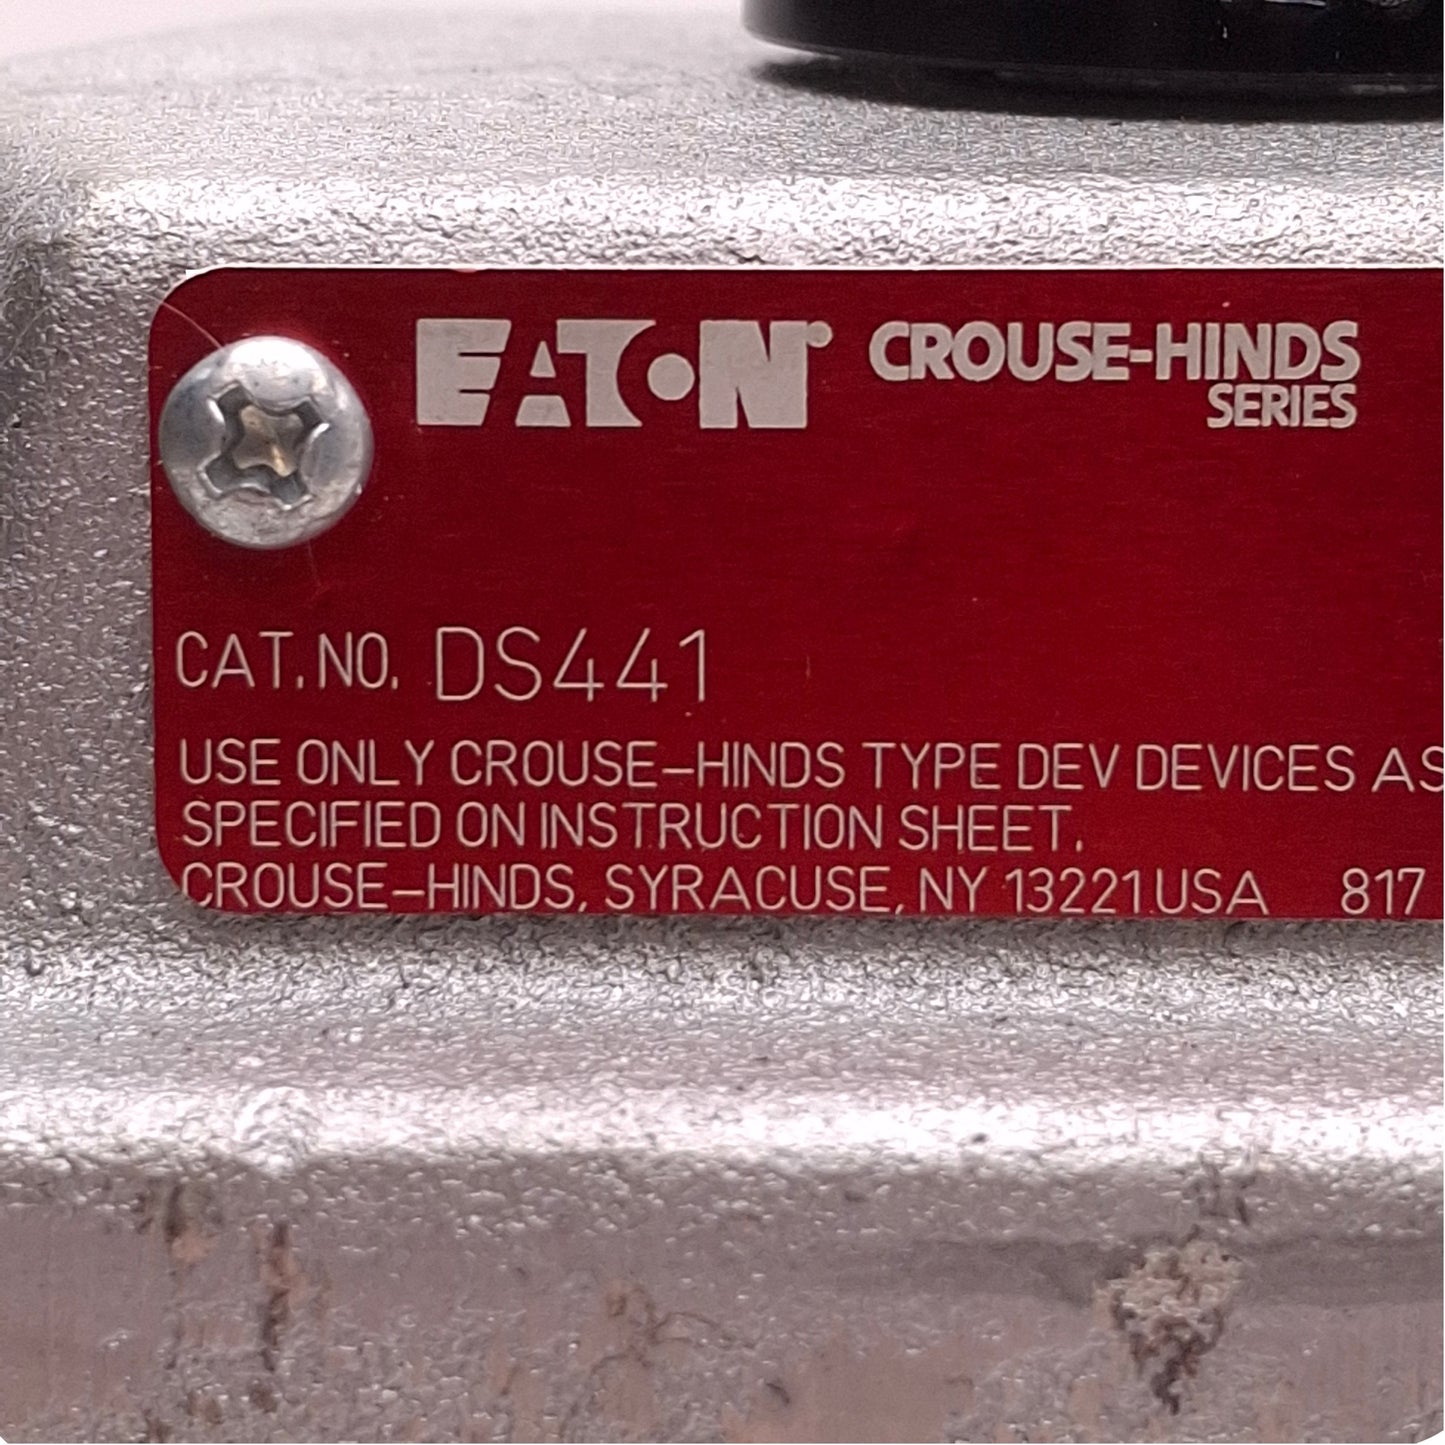 EATON® CROUSE-HINDS
SERIES
CAT. NO. DS441
USE ONLY CROUSE-HINDS TYPE DEV DEVICES AS
SPECIFIED ON INSTRUCTION SHEET.
CROUSE-HINDS, SYRACUSE, NY 13221 USA 817